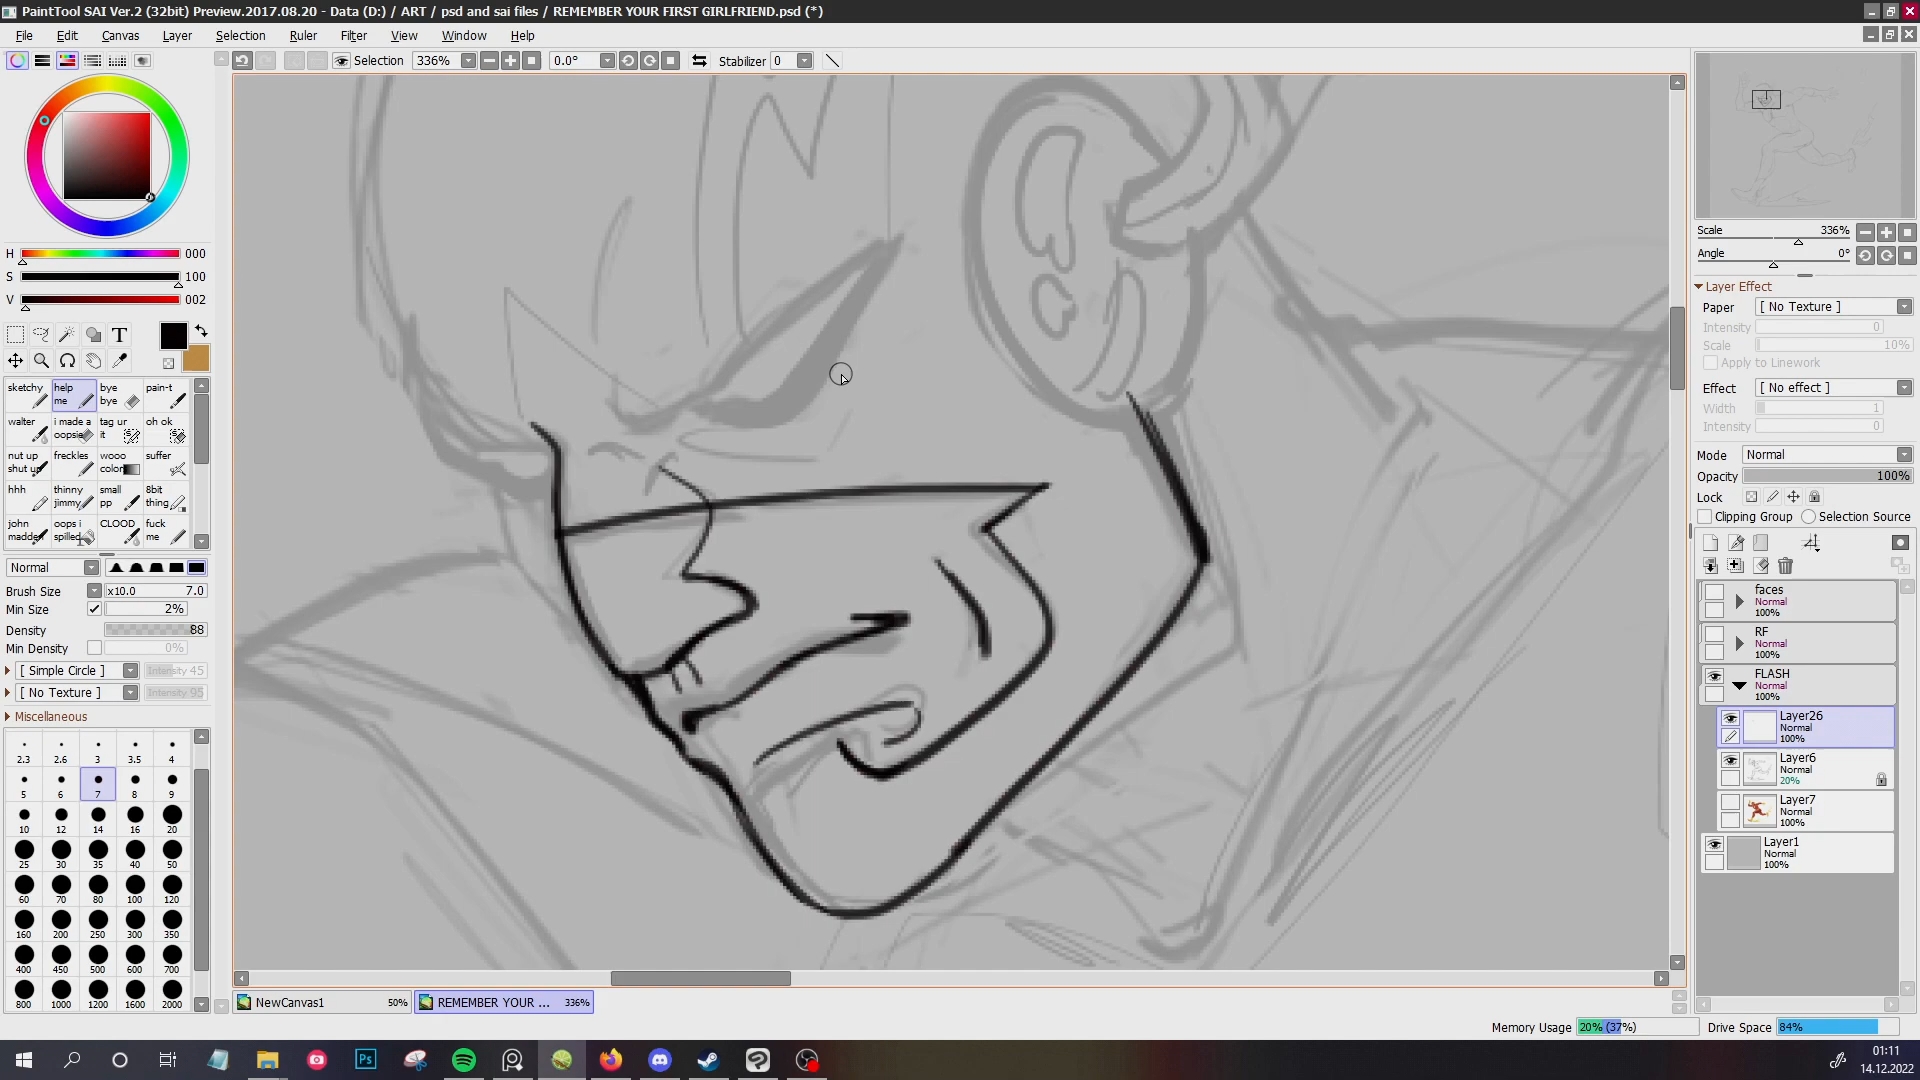 PaintTool SAI Ver.2 (32bit) Preview.2017.08.20 - Data (D:) / ART / psd and sai files / REMEMBER YOUR FIRST GIRLFRIEND.psd (*)
File Edit Canvas Layer Selection Ruler Filter View Window Help
Selection 336% 0.0° Stabilizer 0
H 000
S 100
V 002
T
sketchy help me bye bye pain-t
walter i made a oopsie tag ur it oh ok
nut up shut up freckles wooo color suffer
hhh thinny jimmy small pp 8bit thing
john madde oops i spilled CLOOD fuck me
Normal
Brush Size x10.0 7.0
Min Size 2%
Density 88
Min Density 0%
[ Simple Circle ] Intensity 45
[ No Texture ] Intensity 95
Miscellaneous
2.3 2.6 3 3.5 4
5 6 7 8 9
10 12 14 16 20
25 30 35 40 50
60 70 80 100 120
160 200 250 300 350
400 450 500 600 700
800 1000 1200 1600 2000
Scale 336%
Angle 0°
Layer Effect
Paper [ No Texture ]
Intensity 0
Scale 10%
Apply to Linework
Effect [ No effect ]
Width 1
Intensity 0
Mode Normal
Opacity 100%
Lock
Clipping Group Selection Source
faces
Normal
100%
RF
Normal
100%
FLASH
Normal
100%
Layer26
Normal
100%
Layer6
Normal
20%
Layer7
Normal
100%
Layer1
Normal
100%
NewCanvas1 50% REMEMBER YOUR ... 336%
Memory Usage 20% (37%) Drive Space 84%
Ps
01:11
14.12.2022